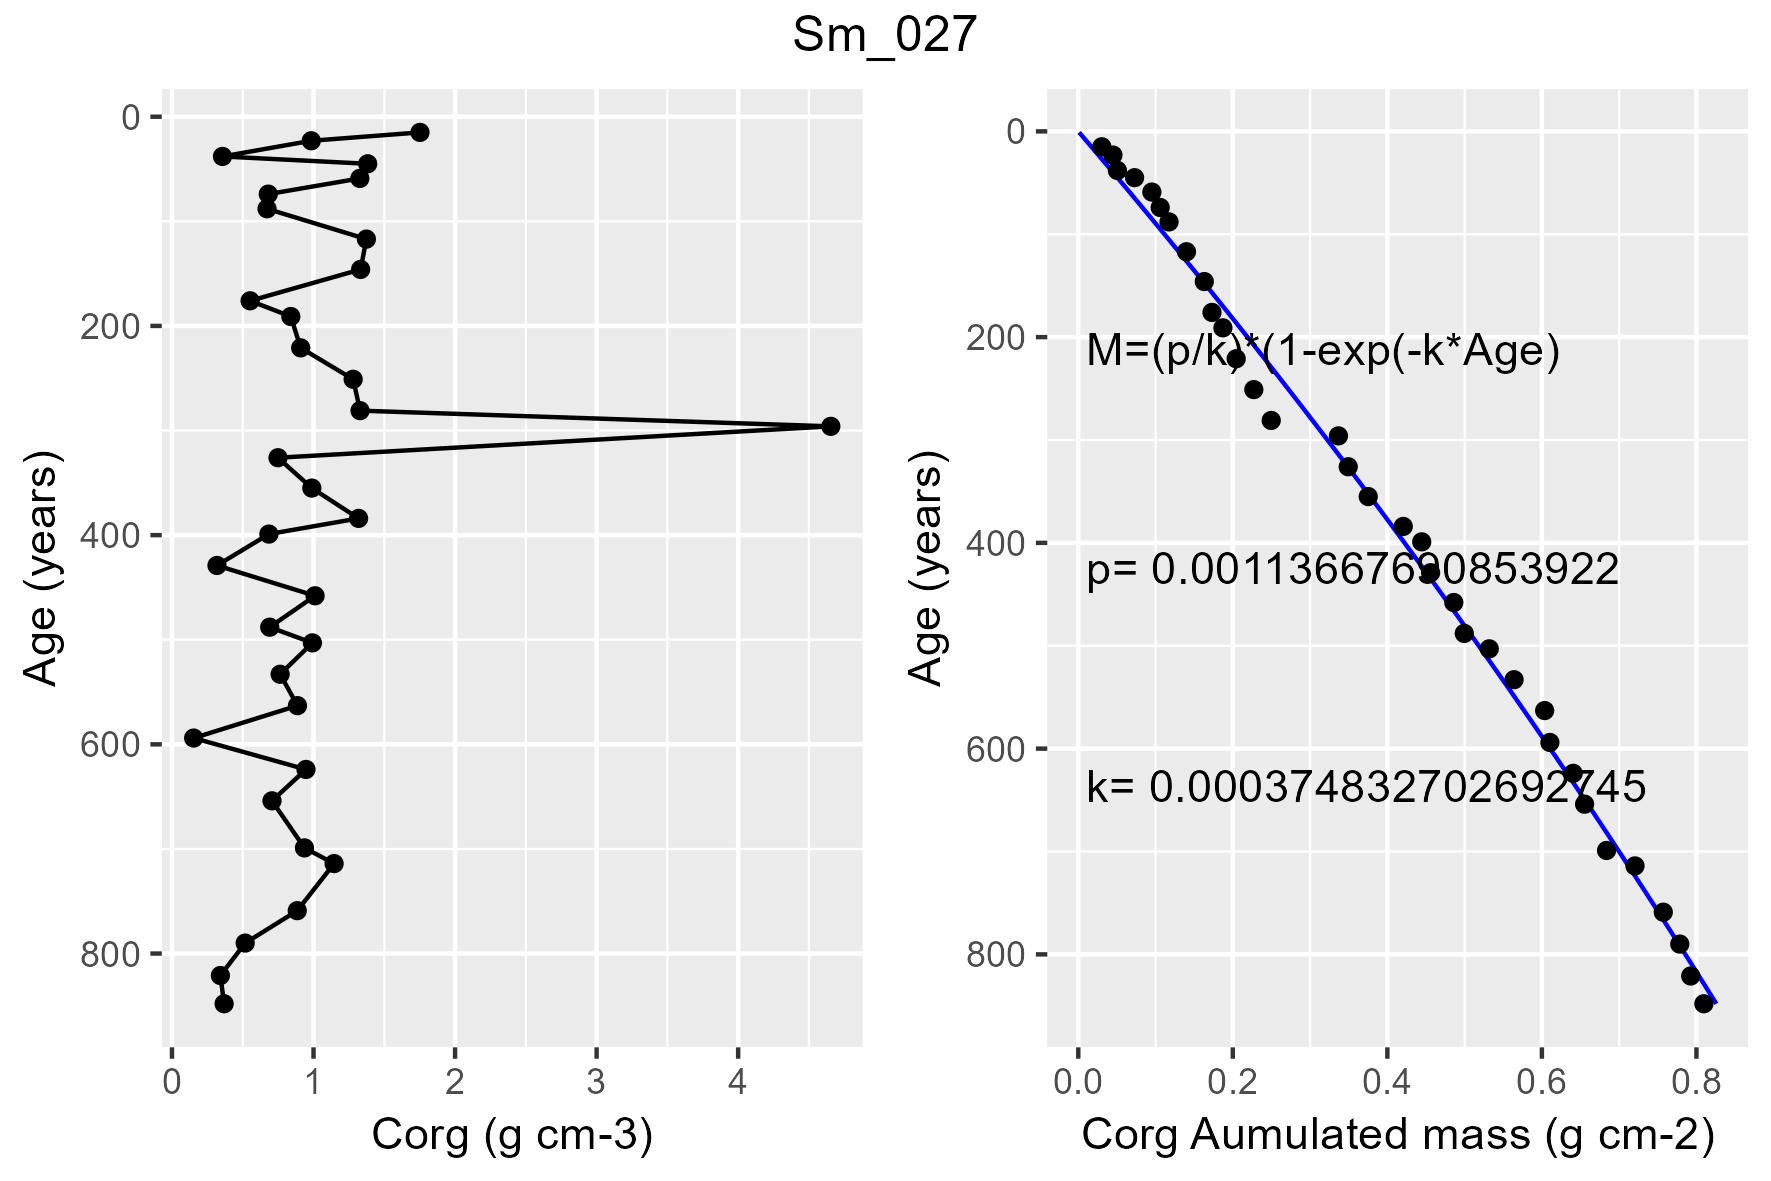 Sm_027
Age (years)
0
200
400
600
800
0
1
2
3
4
Corg (g cm-3)
Age (years)
0
200
400
600
800
M=(p/k)*(1-exp(-k*Age)
k= 0.000374832702692745
0.0
0.2
0.4
0.6
0.8
Corg Aumulated mass (g cm-2)